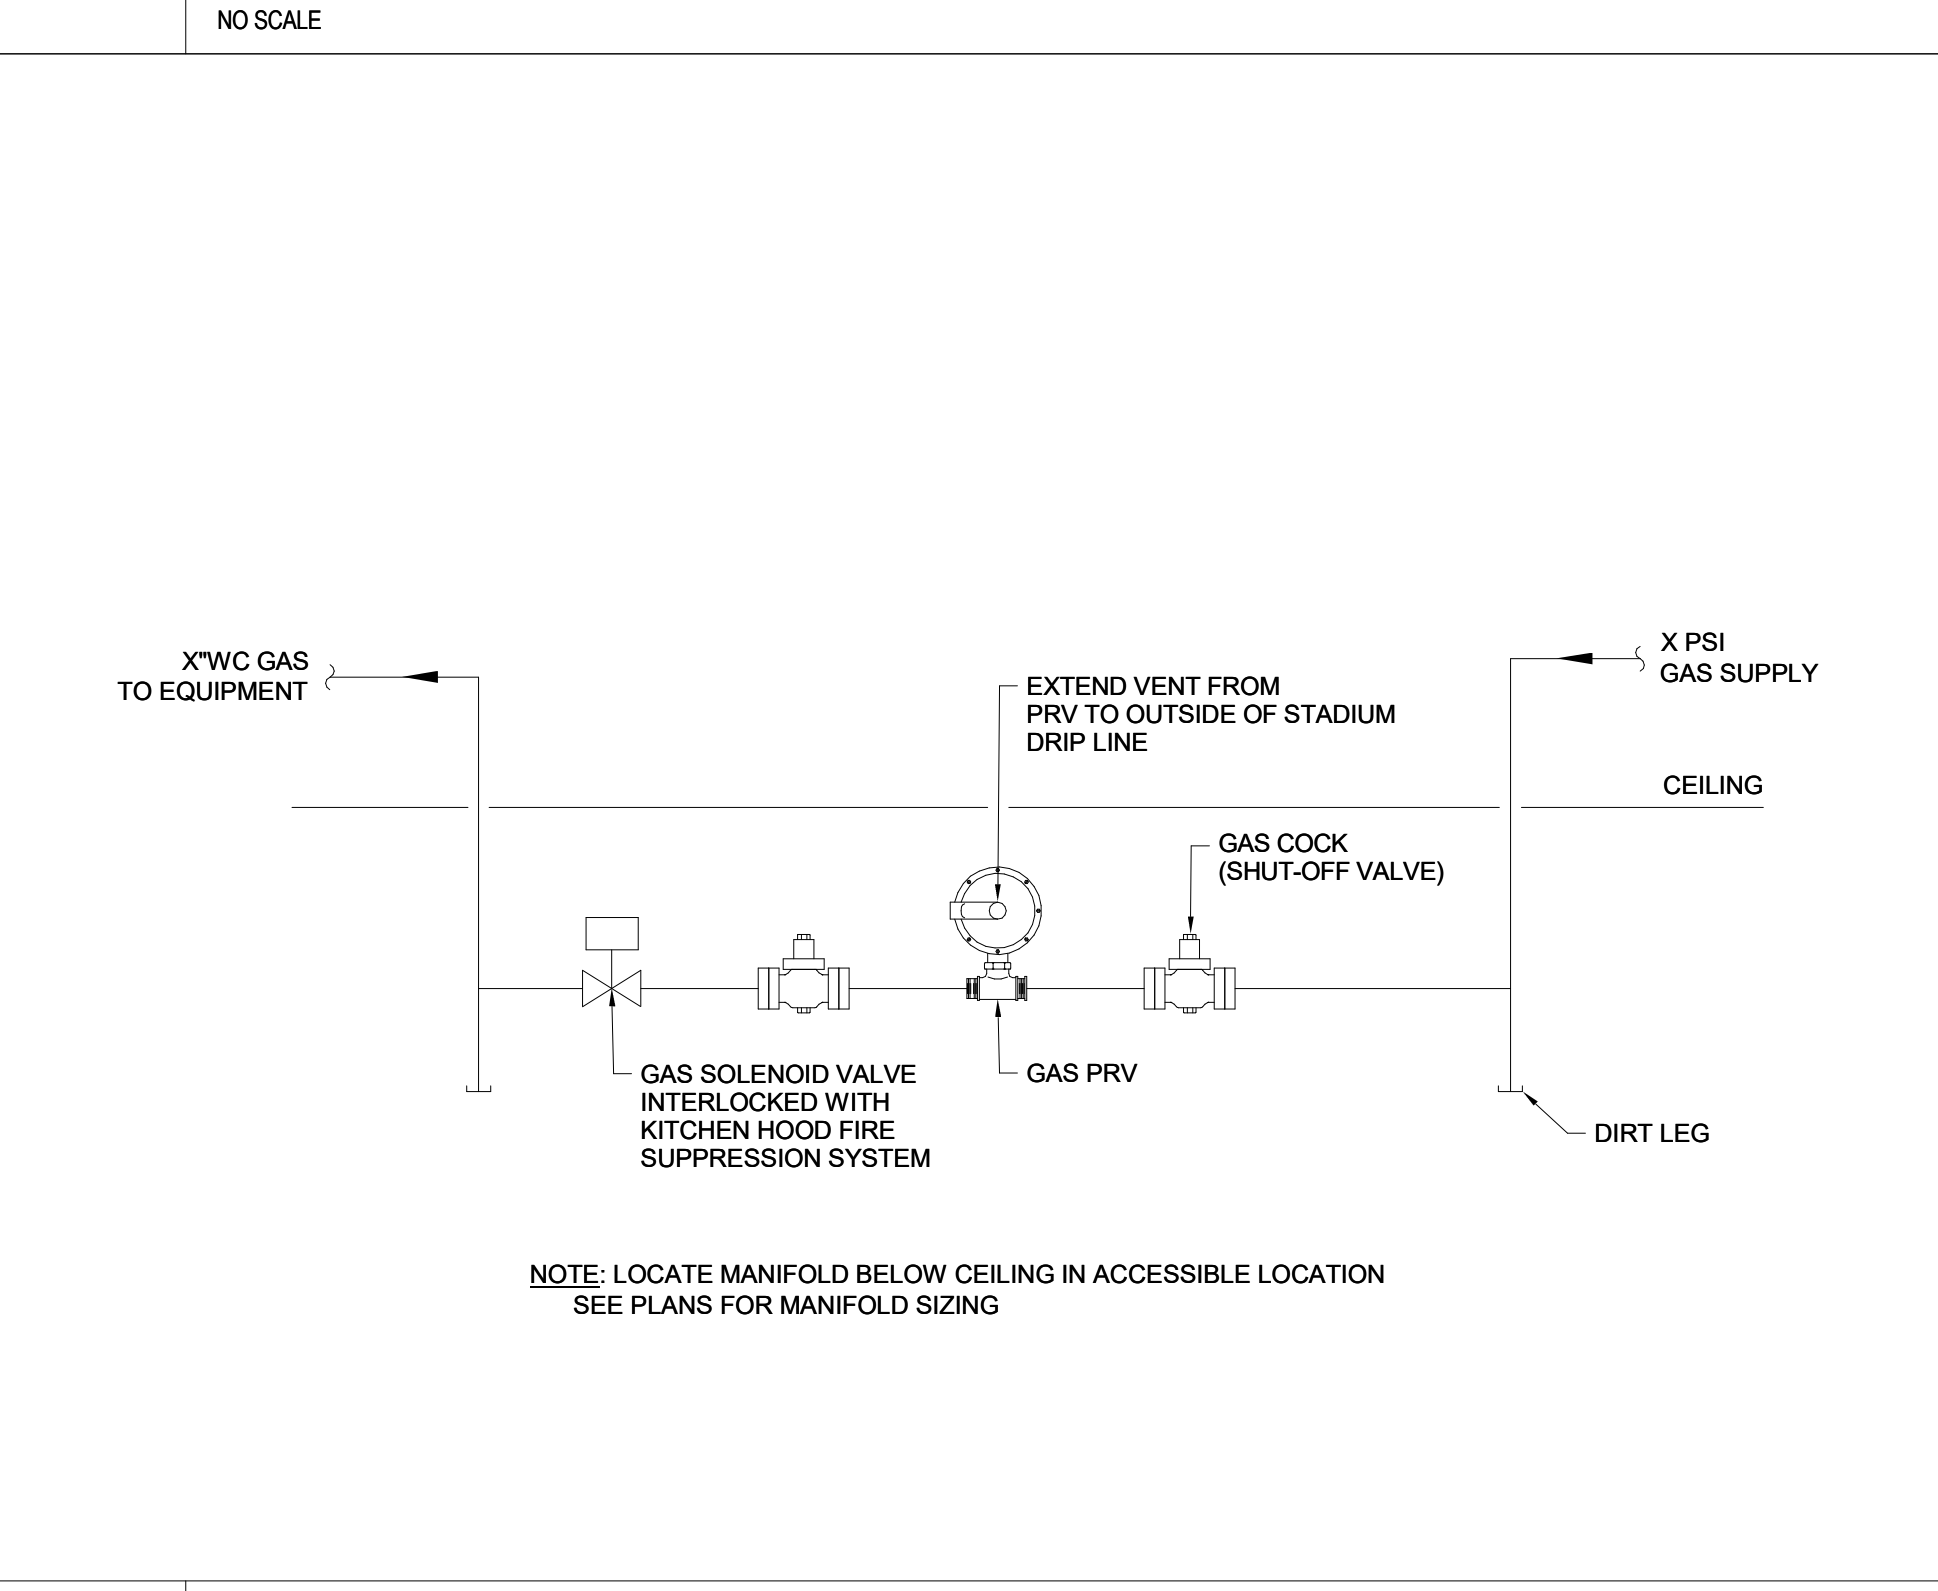 NO SCALE
X"WC GAS
TO EQUIPMENT
X PSI
GAS SUPPLY
EXTEND VENT FROM
PRV TO OUTSIDE OF STADIUM
DRIP LINE
CEILING
GAS COCK
(SHUT-OFF VALVE)
GAS SOLENOID VALVE
INTERLOCKED WITH
KITCHEN HOOD FIRE
SUPPRESSION SYSTEM
GAS PRV
DIRT LEG
NOTE: LOCATE MANIFOLD BELOW CEILING IN ACCESSIBLE LOCATION
SEE PLANS FOR MANIFOLD SIZING